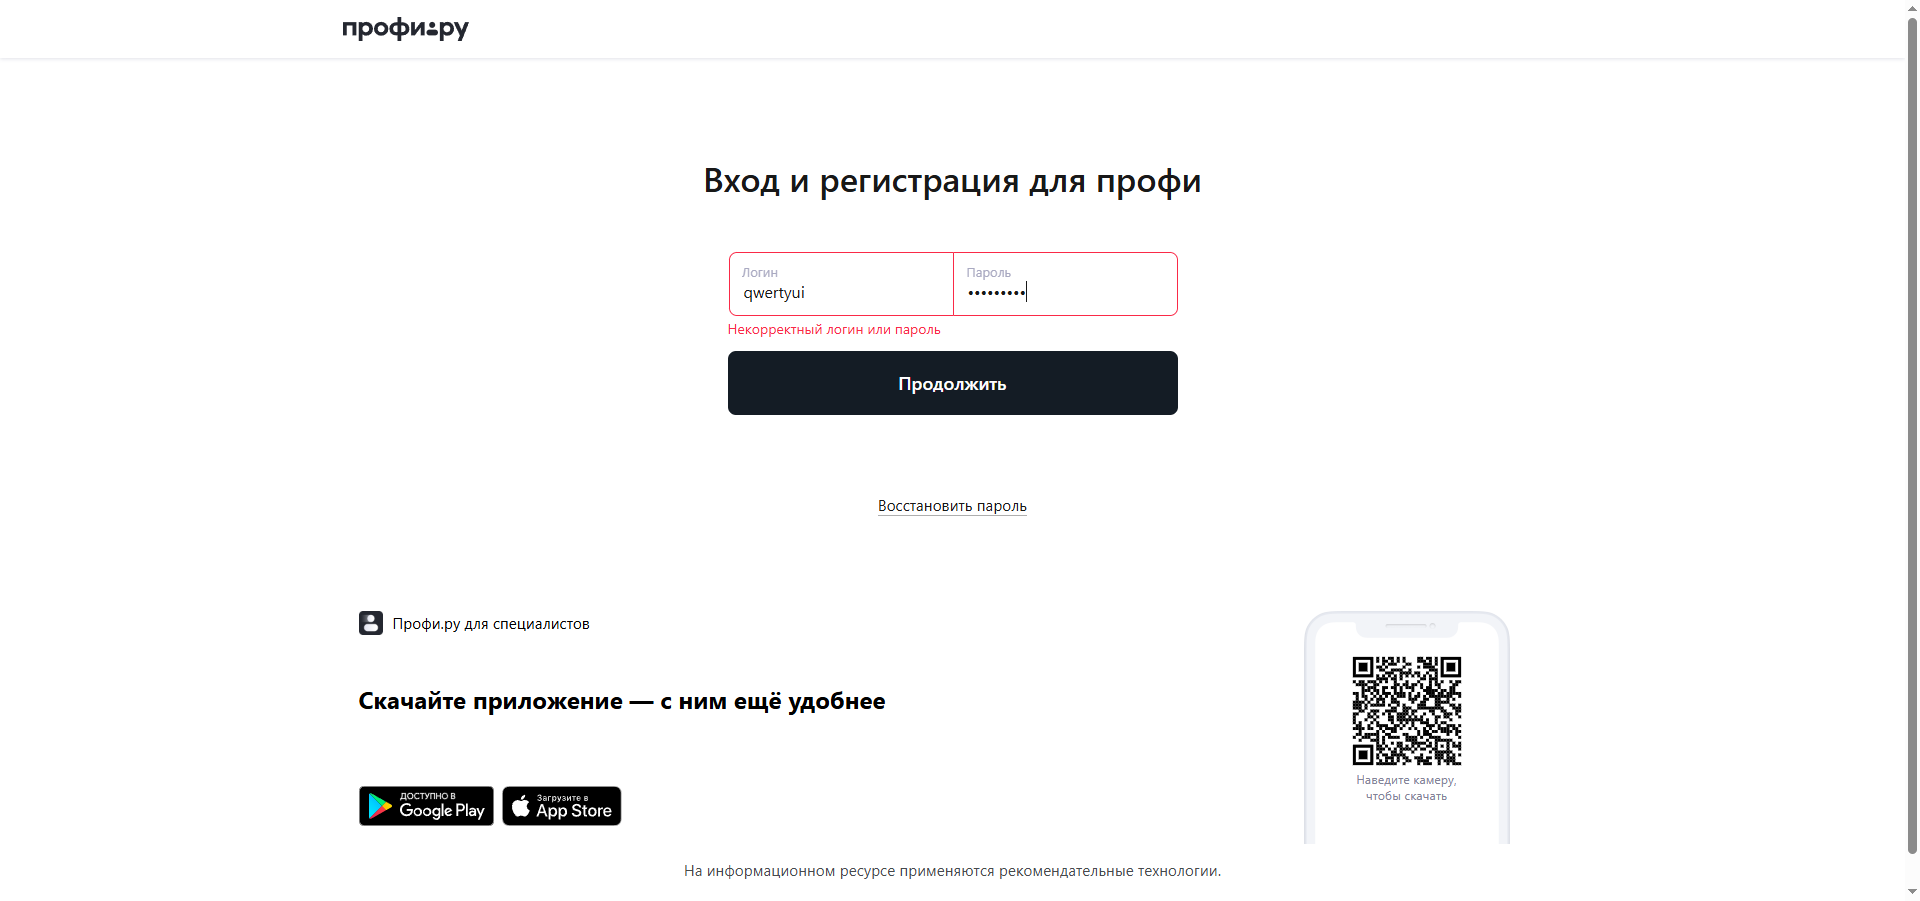 профи.ру
Вход и регистрация для профи
Логин
Пароль
qwertyui
•••••••••
Некорректный логин или пароль
Продолжить
Восстановить пароль
Профи.ру для специалистов
Скачайте приложение — с ним ещё удобнее
ДОСТУПНО В
Google Play
Загрузите в
App Store
Наведите камеру,
чтобы скачать
На информационном ресурсе применяются рекомендательные технологии.